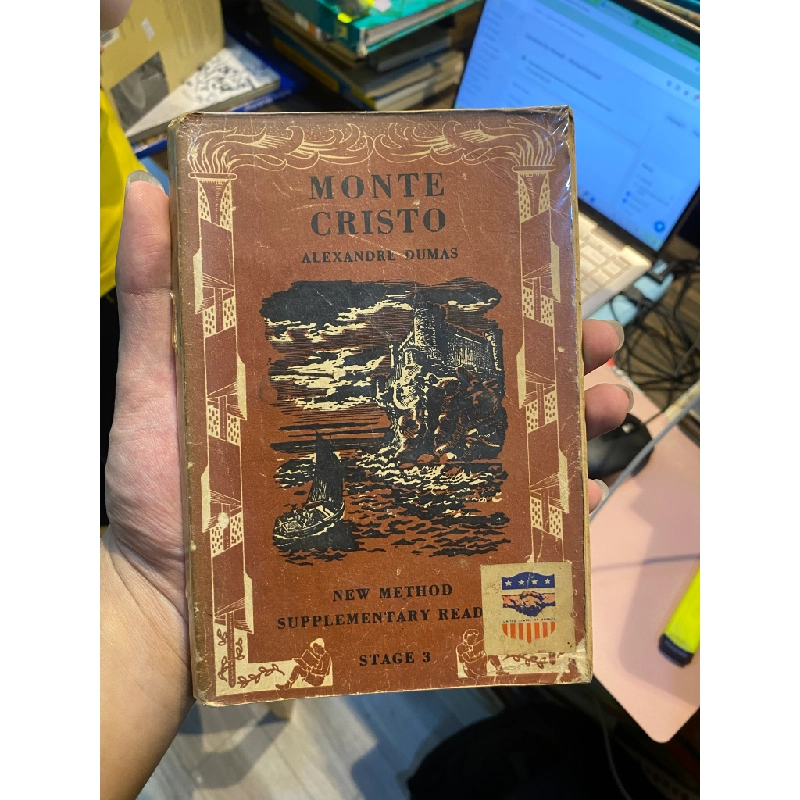 MONTE
CRISTO
ALEXANDRE DUMAS
NEW METHOD
SUPPLEMENTARY READ
STAGE 3